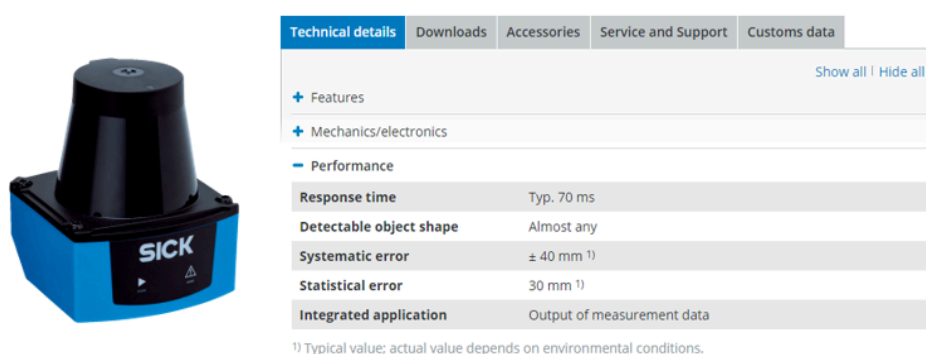 Technical details Downloads Accessories Service and Support Customs data
Show all | Hide all
+ Features
+ Mechanics/electronics
− Performance
Response time Typ. 70 ms
Detectable object shape Almost any
Systematic error ± 40 mm 1)
Statistical error 30 mm 1)
Integrated application Output of measurement data
1) Typical value; actual value depends on environmental conditions.
SICK